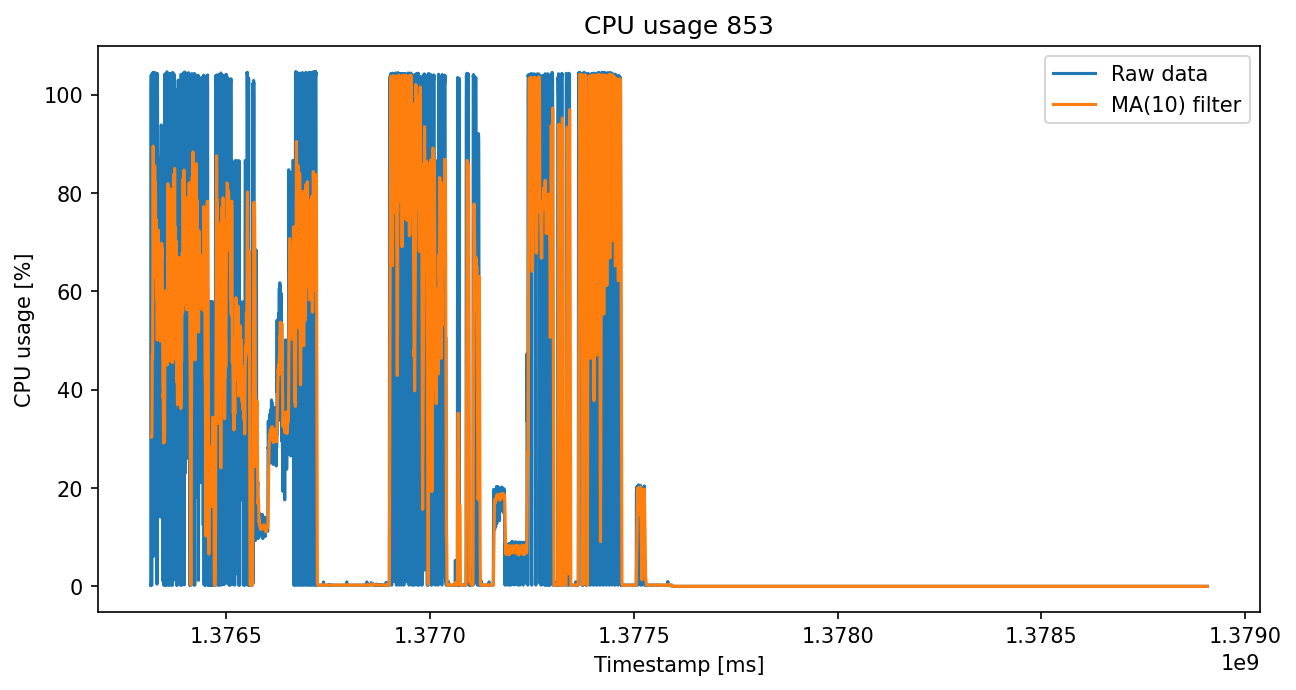 CPU usage 853
Raw data
MA(10) filter
CPU usage [%]
100
80
60
40
20
0
1.3765 1.3770 1.3775 1.3780 1.3785 1.3790
1e9
Timestamp [ms]